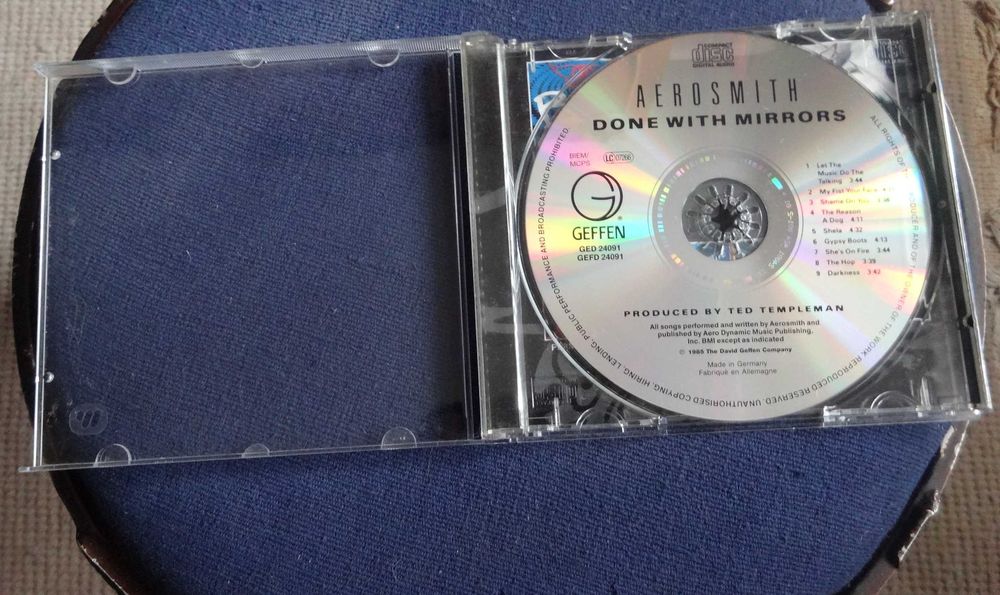 COMPACT
disc
DIGITAL AUDIO
AEROSMITH
DONE WITH MIRRORS
BIEM/
MCPS
LC 07266
GEFFEN
GED 24091
GEFD 24091
1 Let The
Music Do The
Talking 3:44
2 My Fist Your Face
3 Shame On You
4 The Reason
A Dog 4:11
5 Shela 4:32
6 Gypsy Boots 4:13
7 She's On Fire 3:44
8 The Hop 3:39
9 Darkness 3:42
PRODUCED BY TED TEMPLEMAN
All songs performed and written by Aerosmith and
published by Aero Dynamic Music Publishing,
Inc. BMI except as indicated
℗ 1985 The David Geffen Company
Made in Germany
Fabriqué en Allemagne
ALL RIGHTS OF PRODUCER AND OF THE OWNER OF THE WORK REPRODUCED RESERVED. UNAUTHORISED COPYING, HIRING, LENDING, PUBLIC PERFORMANCE AND BROADCASTING PROHIBITED.